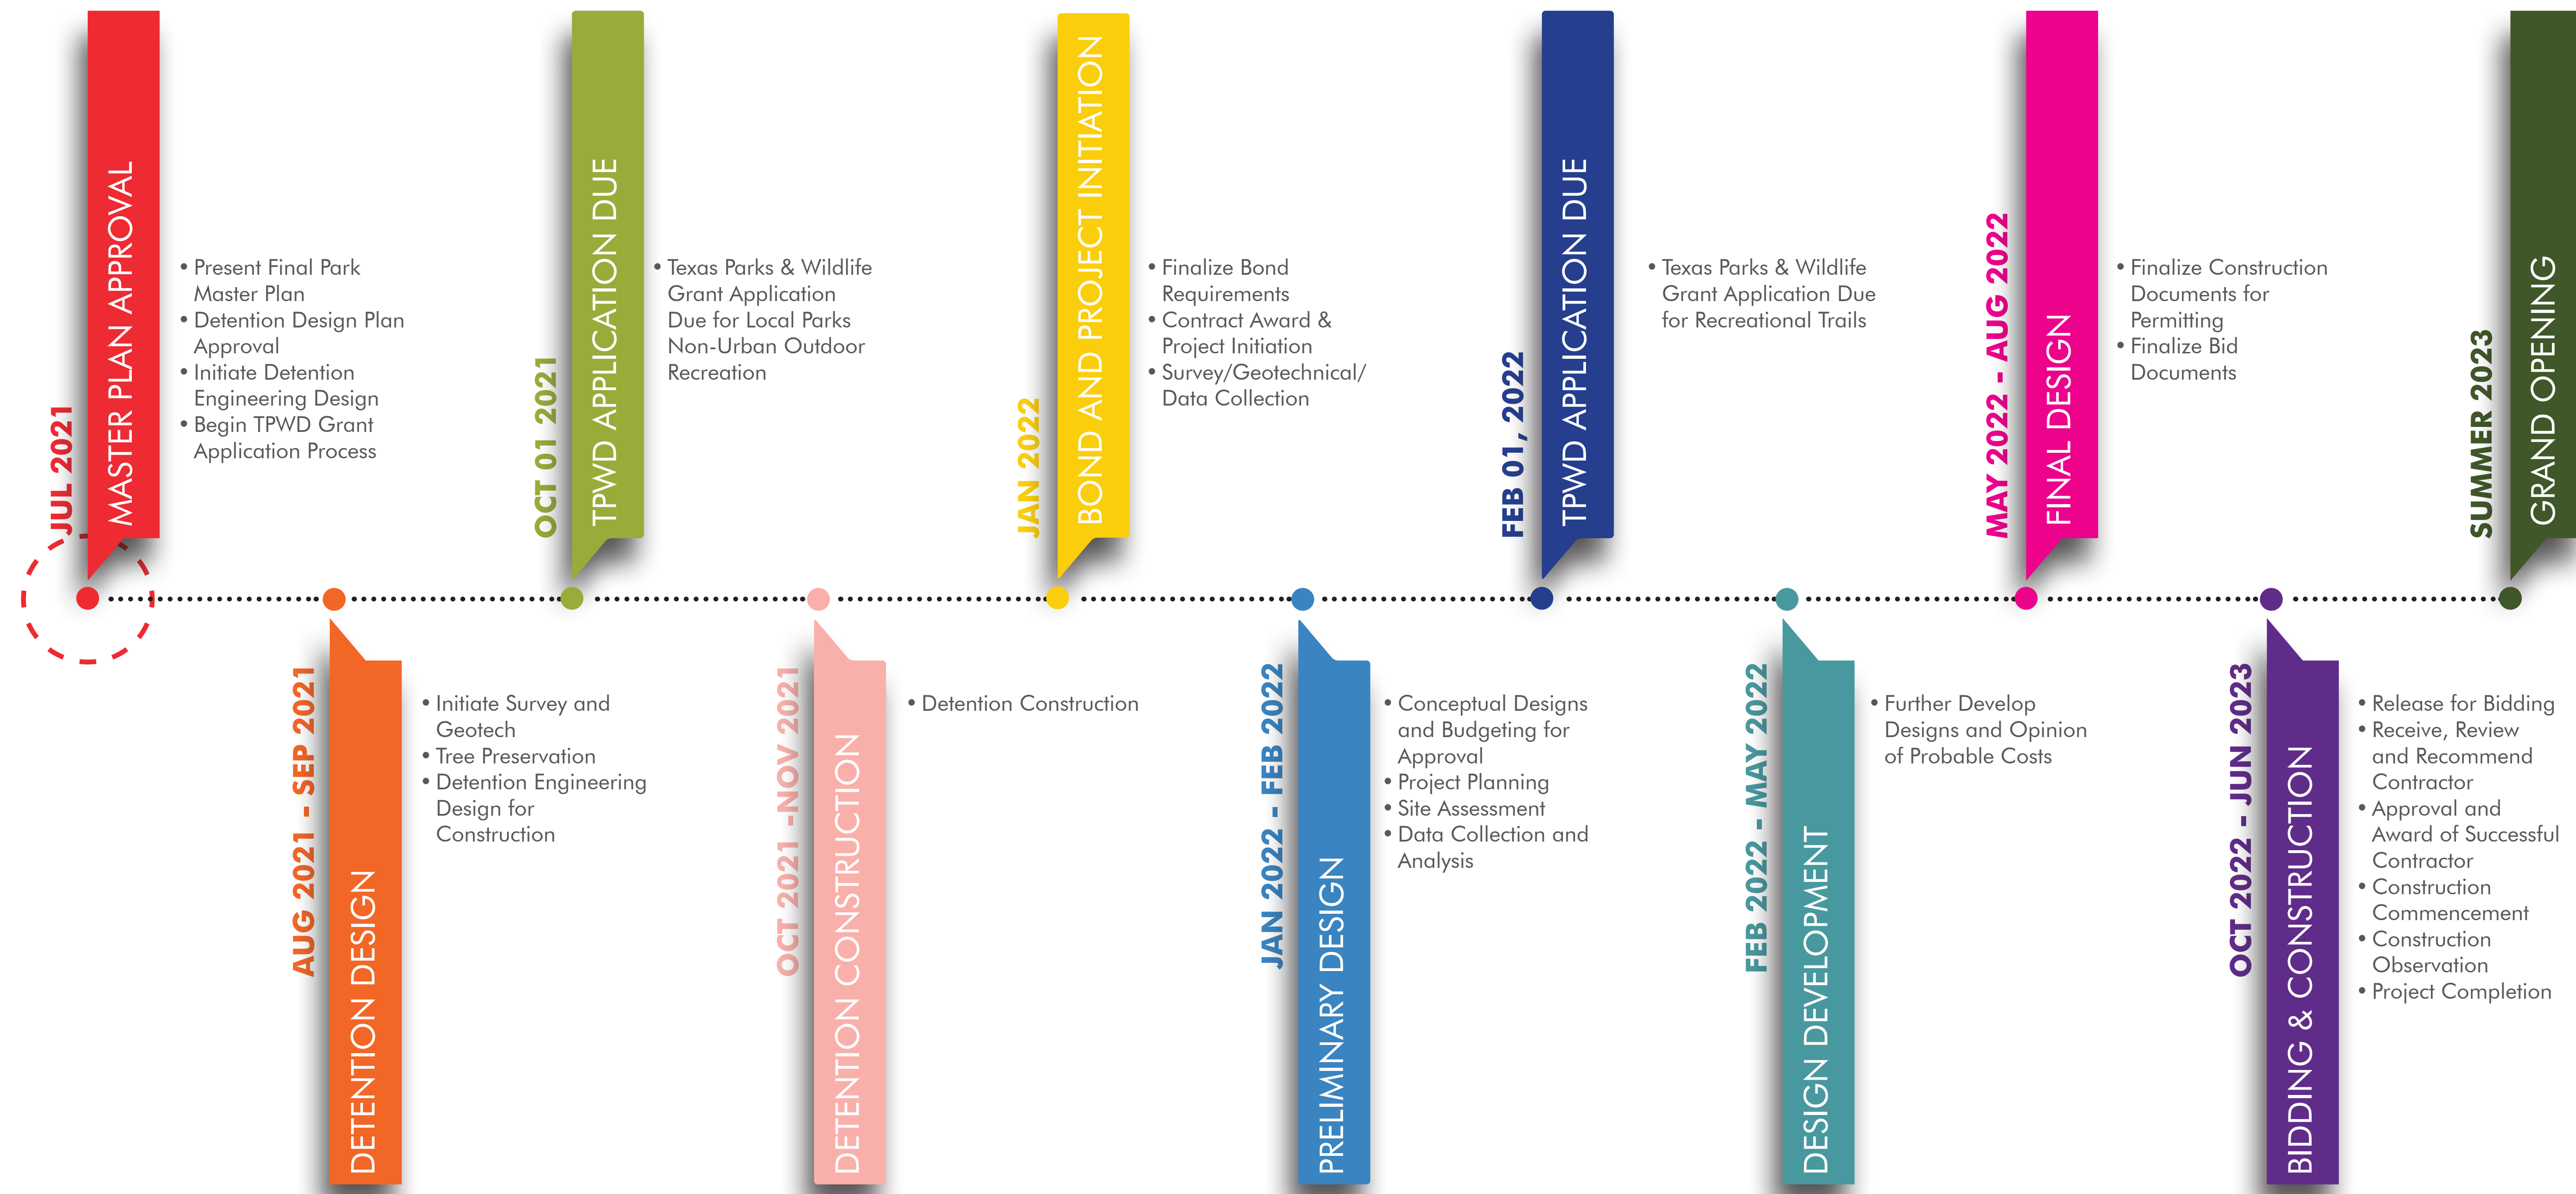 JUL 2021
MASTER PLAN APPROVAL
• Present Final Park
Master Plan
• Detention Design Plan
Approval
• Initiate Detention
Engineering Design
• Begin TPWD Grant
Application Process
AUG 2021 - SEP 2021
DETENTION DESIGN
• Initiate Survey and
Geotech
• Tree Preservation
• Detention Engineering
Design for
Construction
OCT 01 2021
TPWD APPLICATION DUE
• Texas Parks & Wildlife
Grant Application
Due for Local Parks
Non-Urban Outdoor
Recreation
OCT 2021 -NOV 2021
DETENTION CONSTRUCTION
• Detention Construction
JAN 2022
BOND AND PROJECT INITIATION
• Finalize Bond
Requirements
• Contract Award &
Project Initiation
• Survey/Geotechnical/
Data Collection
JAN 2022 - FEB 2022
PRELIMINARY DESIGN
• Conceptual Designs
and Budgeting for
Approval
• Project Planning
• Site Assessment
• Data Collection and
Analysis
FEB 01, 2022
TPWD APPLICATION DUE
• Texas Parks & Wildlife
Grant Application Due
for Recreational Trails
FEB 2022 - MAY 2022
DESIGN DEVELOPMENT
• Further Develop
Designs and Opinion
of Probable Costs
MAY 2022 - AUG 2022
FINAL DESIGN
• Finalize Construction
Documents for
Permitting
• Finalize Bid
Documents
OCT 2022 - JUN 2023
BIDDING & CONSTRUCTION
• Release for Bidding
• Receive, Review
and Recommend
Contractor
• Approval and
Award of Successful
Contractor
• Construction
Commencement
• Construction
Observation
• Project Completion
SUMMER 2023
GRAND OPENING